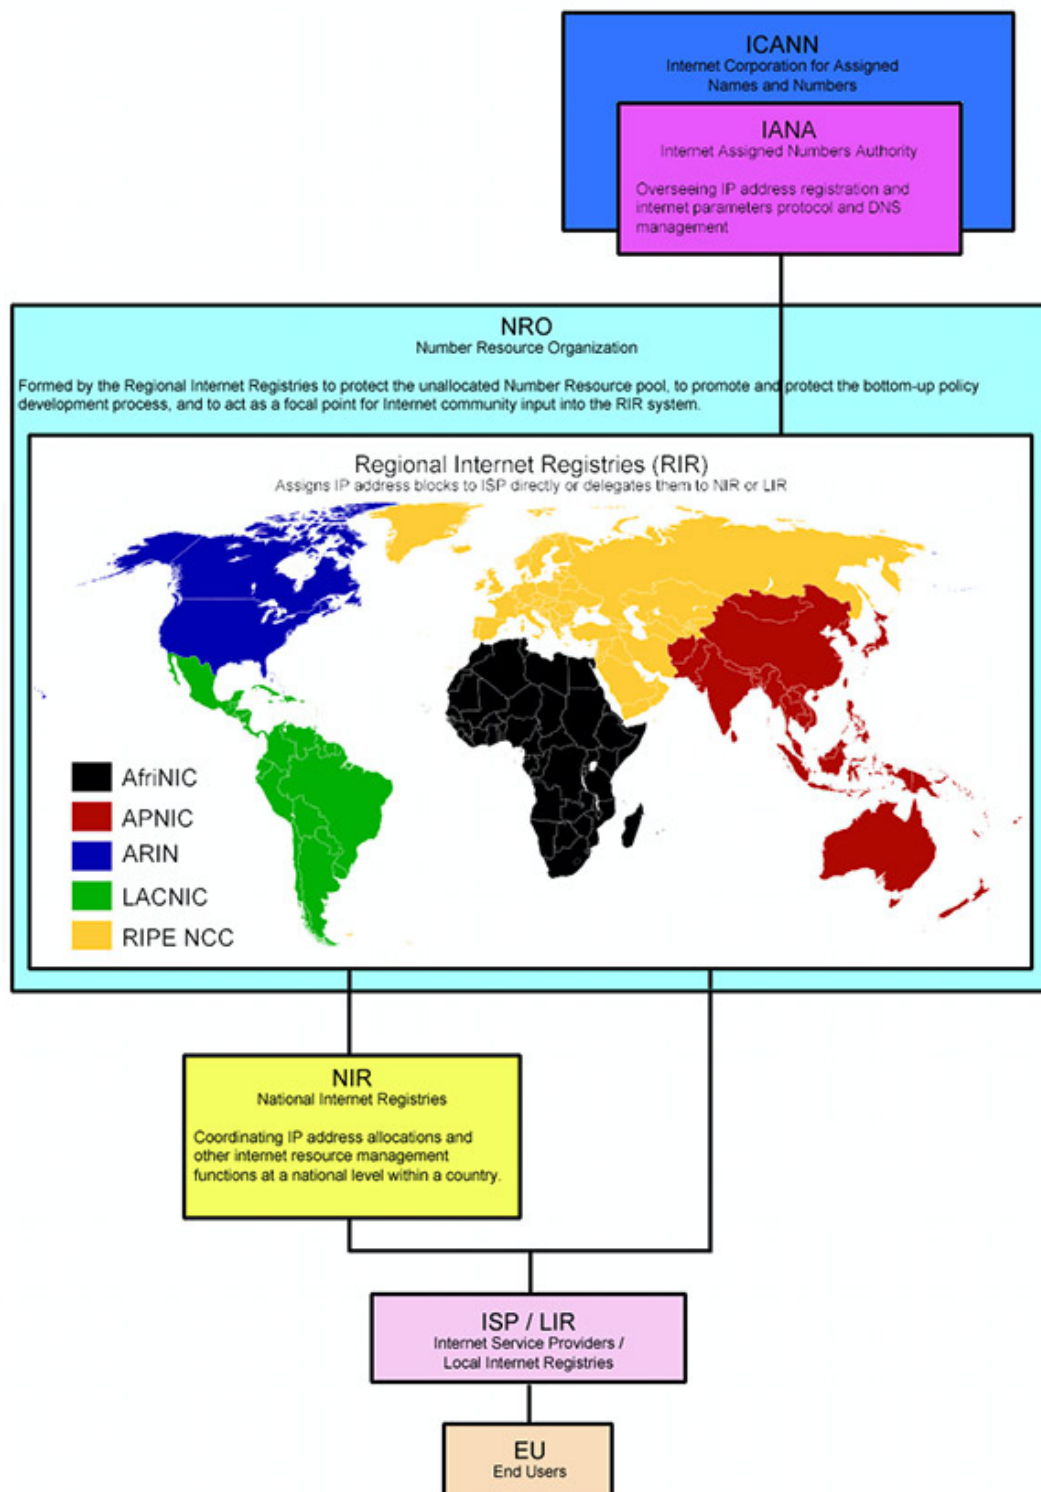 ICANN
Internet Corporation for Assigned
Names and Numbers
IANA
Internet Assigned Numbers Authority
Overseeing IP address registration and
internet parameters protocol and DNS
management
NRO
Number Resource Organization
Formed by the Regional Internet Registries to protect the unallocated Number Resource pool, to promote and protect the bottom-up policy
development process, and to act as a focal point for Internet community input into the RIR system.
Regional Internet Registries (RIR)
Assigns IP address blocks to ISP directly or delegates them to NIR or LIR
AfriNIC
APNIC
ARIN
LACNIC
RIPE NCC
NIR
National Internet Registries
Coordinating IP address allocations and
other internet resource management
functions at a national level within a country.
ISP / LIR
Internet Service Providers /
Local Internet Registries
EU
End Users